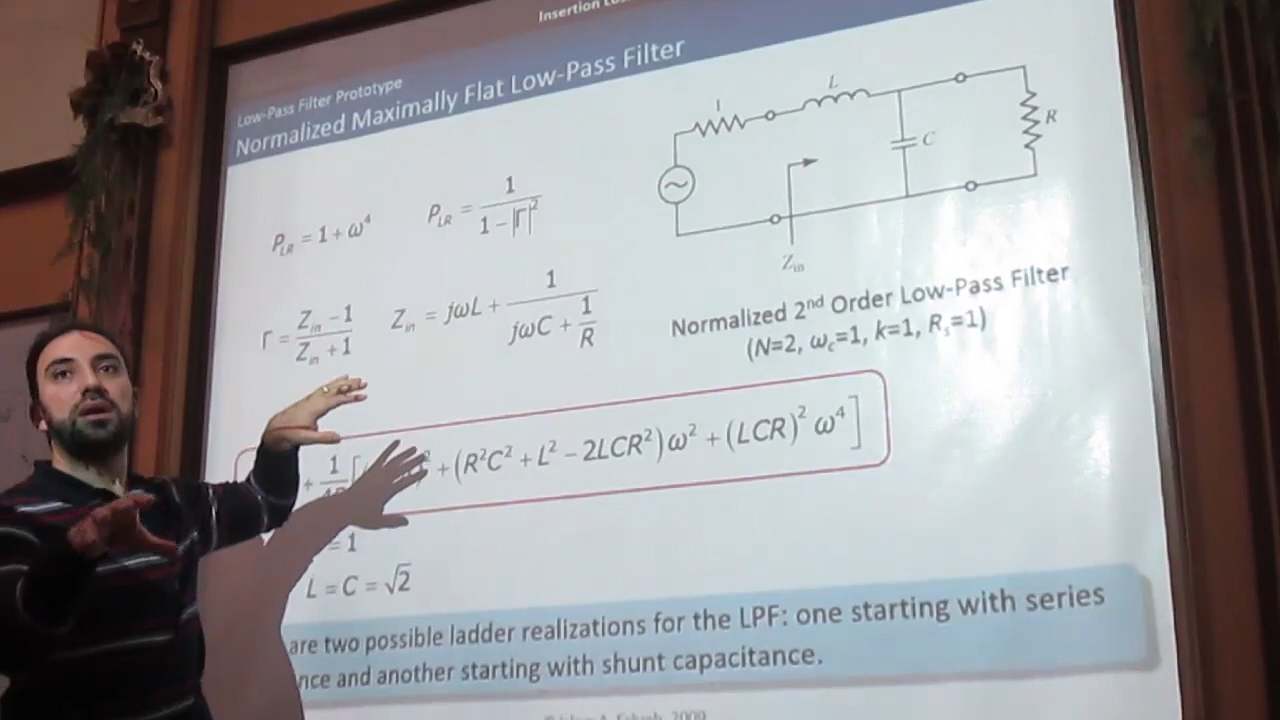 Insertion
Low-Pass Filter Prototype
Normalized Maximally Flat Low-Pass Filter
P_LR = 1 + ω⁴
P_LR = 1 / (1 - |Γ|²)
Γ = (Z_in - 1) / (Z_in + 1)
Z_in = jωL + 1 / (jωC + 1/R)
1
L
C
R
Z_in
Normalized 2nd Order Low-Pass Filter
(N=2, ω_c=1, k=1, R_s=1)
+ (R²C² + L² - 2LCR²)ω² + (LCR)² ω⁴]
= 1
L = C = √2
are two possible ladder realizations for the LPF: one starting with series
nce and another starting with shunt capacitance.
2009